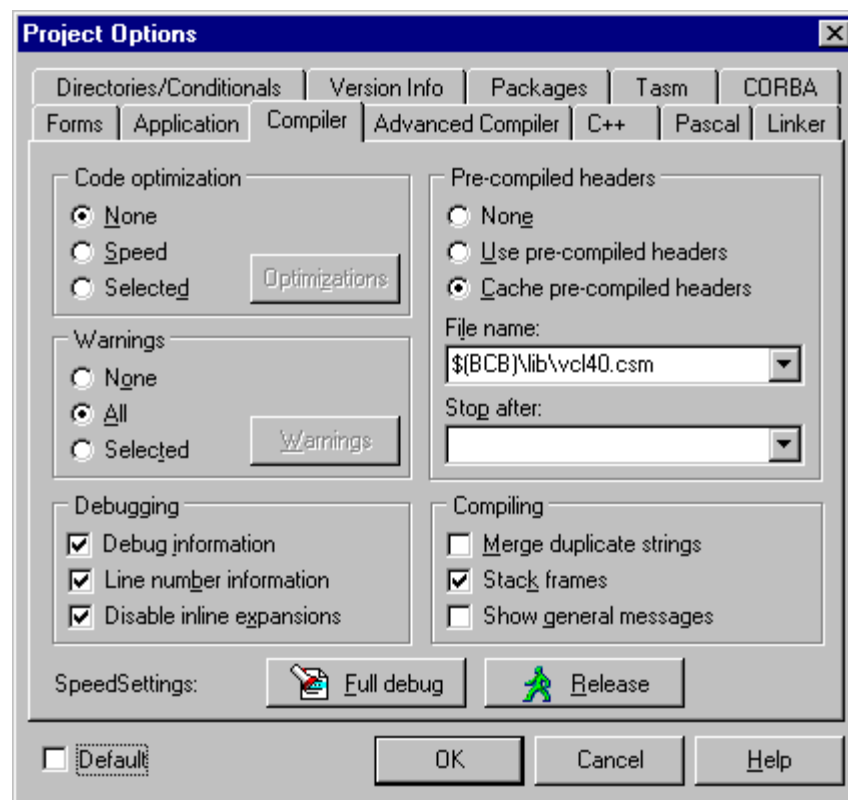 Project Options
Directories/Conditionals Version Info Packages Tasm CORBA
Forms Application Compiler Advanced Compiler C++ Pascal Linker
Code optimization
None
Speed
Selected
Optimizations
Warnings
None
All
Selected
Warnings
Pre-compiled headers
None
Use pre-compiled headers
Cache pre-compiled headers
File name:
$(BCB)\lib\vcl40.csm
Stop after:
Debugging
Debug information
Line number information
Disable inline expansions
Compiling
Merge duplicate strings
Stack frames
Show general messages
SpeedSettings: Full debug Release
Default OK Cancel Help